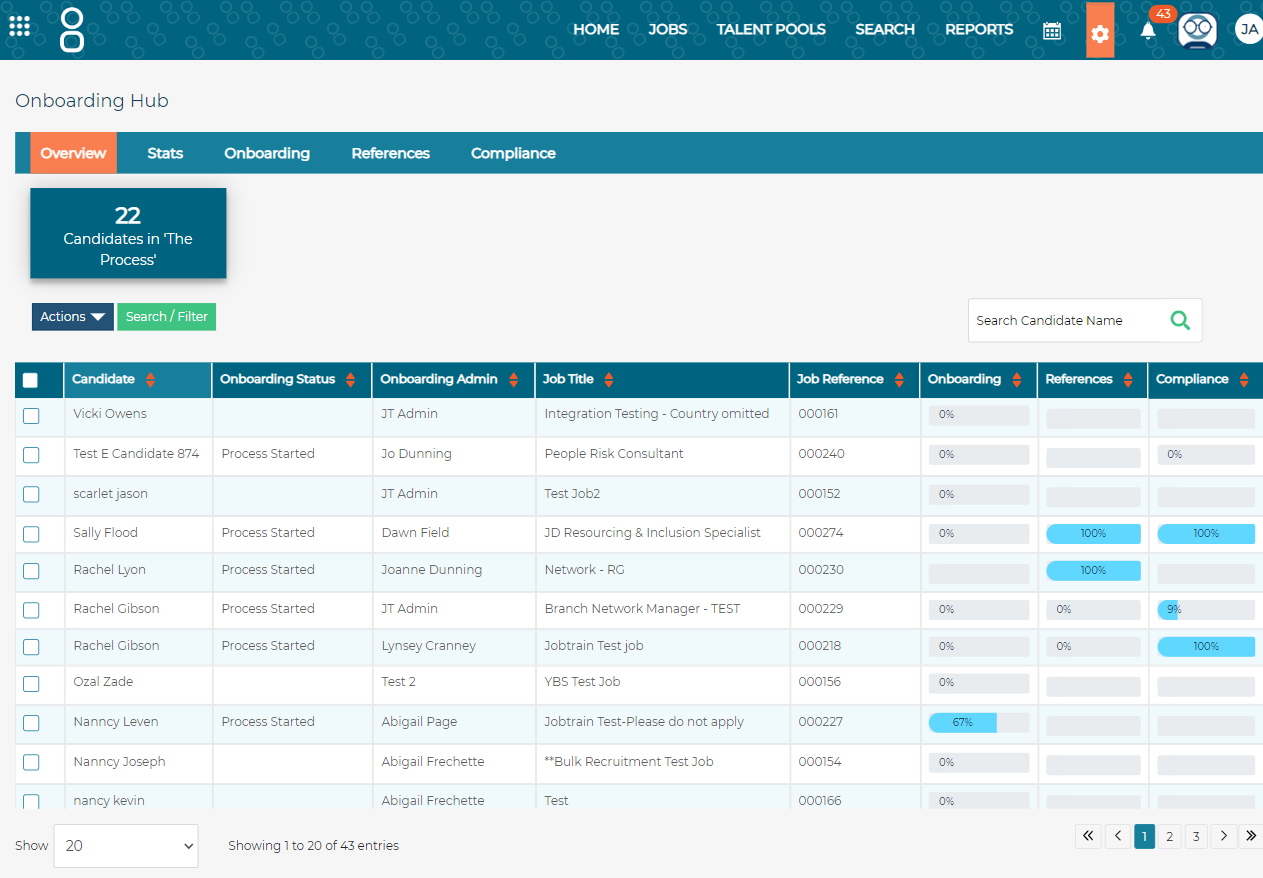 HOME JOBS TALENT POOLS SEARCH REPORTS 43 JA
Onboarding Hub
Overview Stats Onboarding References Compliance
22
Candidates in 'The
Process'
Actions Search / Filter Search Candidate Name
Candidate Onboarding Status Onboarding Admin Job Title Job Reference Onboarding References Compliance
Vicki Owens JT Admin Integration Testing - Country omitted 000161 0%
Test E Candidate 874 Process Started Jo Dunning People Risk Consultant 000240 0% 0%
scarlet jason JT Admin Test Job2 000152 0%
Sally Flood Process Started Dawn Field JD Resourcing & Inclusion Specialist 000274 0% 100% 100%
Rachel Lyon Process Started Joanne Dunning Network - RG 000230 100%
Rachel Gibson Process Started JT Admin Branch Network Manager - TEST 000229 0% 0% 9%
Rachel Gibson Process Started Lynsey Cranney Jobtrain Test job 000218 0% 0% 100%
Ozal Zade Test 2 YBS Test Job 000156 0%
Nanncy Leven Process Started Abigail Page Jobtrain Test-Please do not apply 000227 67%
Nanncy Joseph Abigail Frechette **Bulk Recruitment Test Job 000154 0%
nancy kevin Abigail Frechette Test 000166 0%
Show 20 Showing 1 to 20 of 43 entries « ‹ 1 2 3 › »